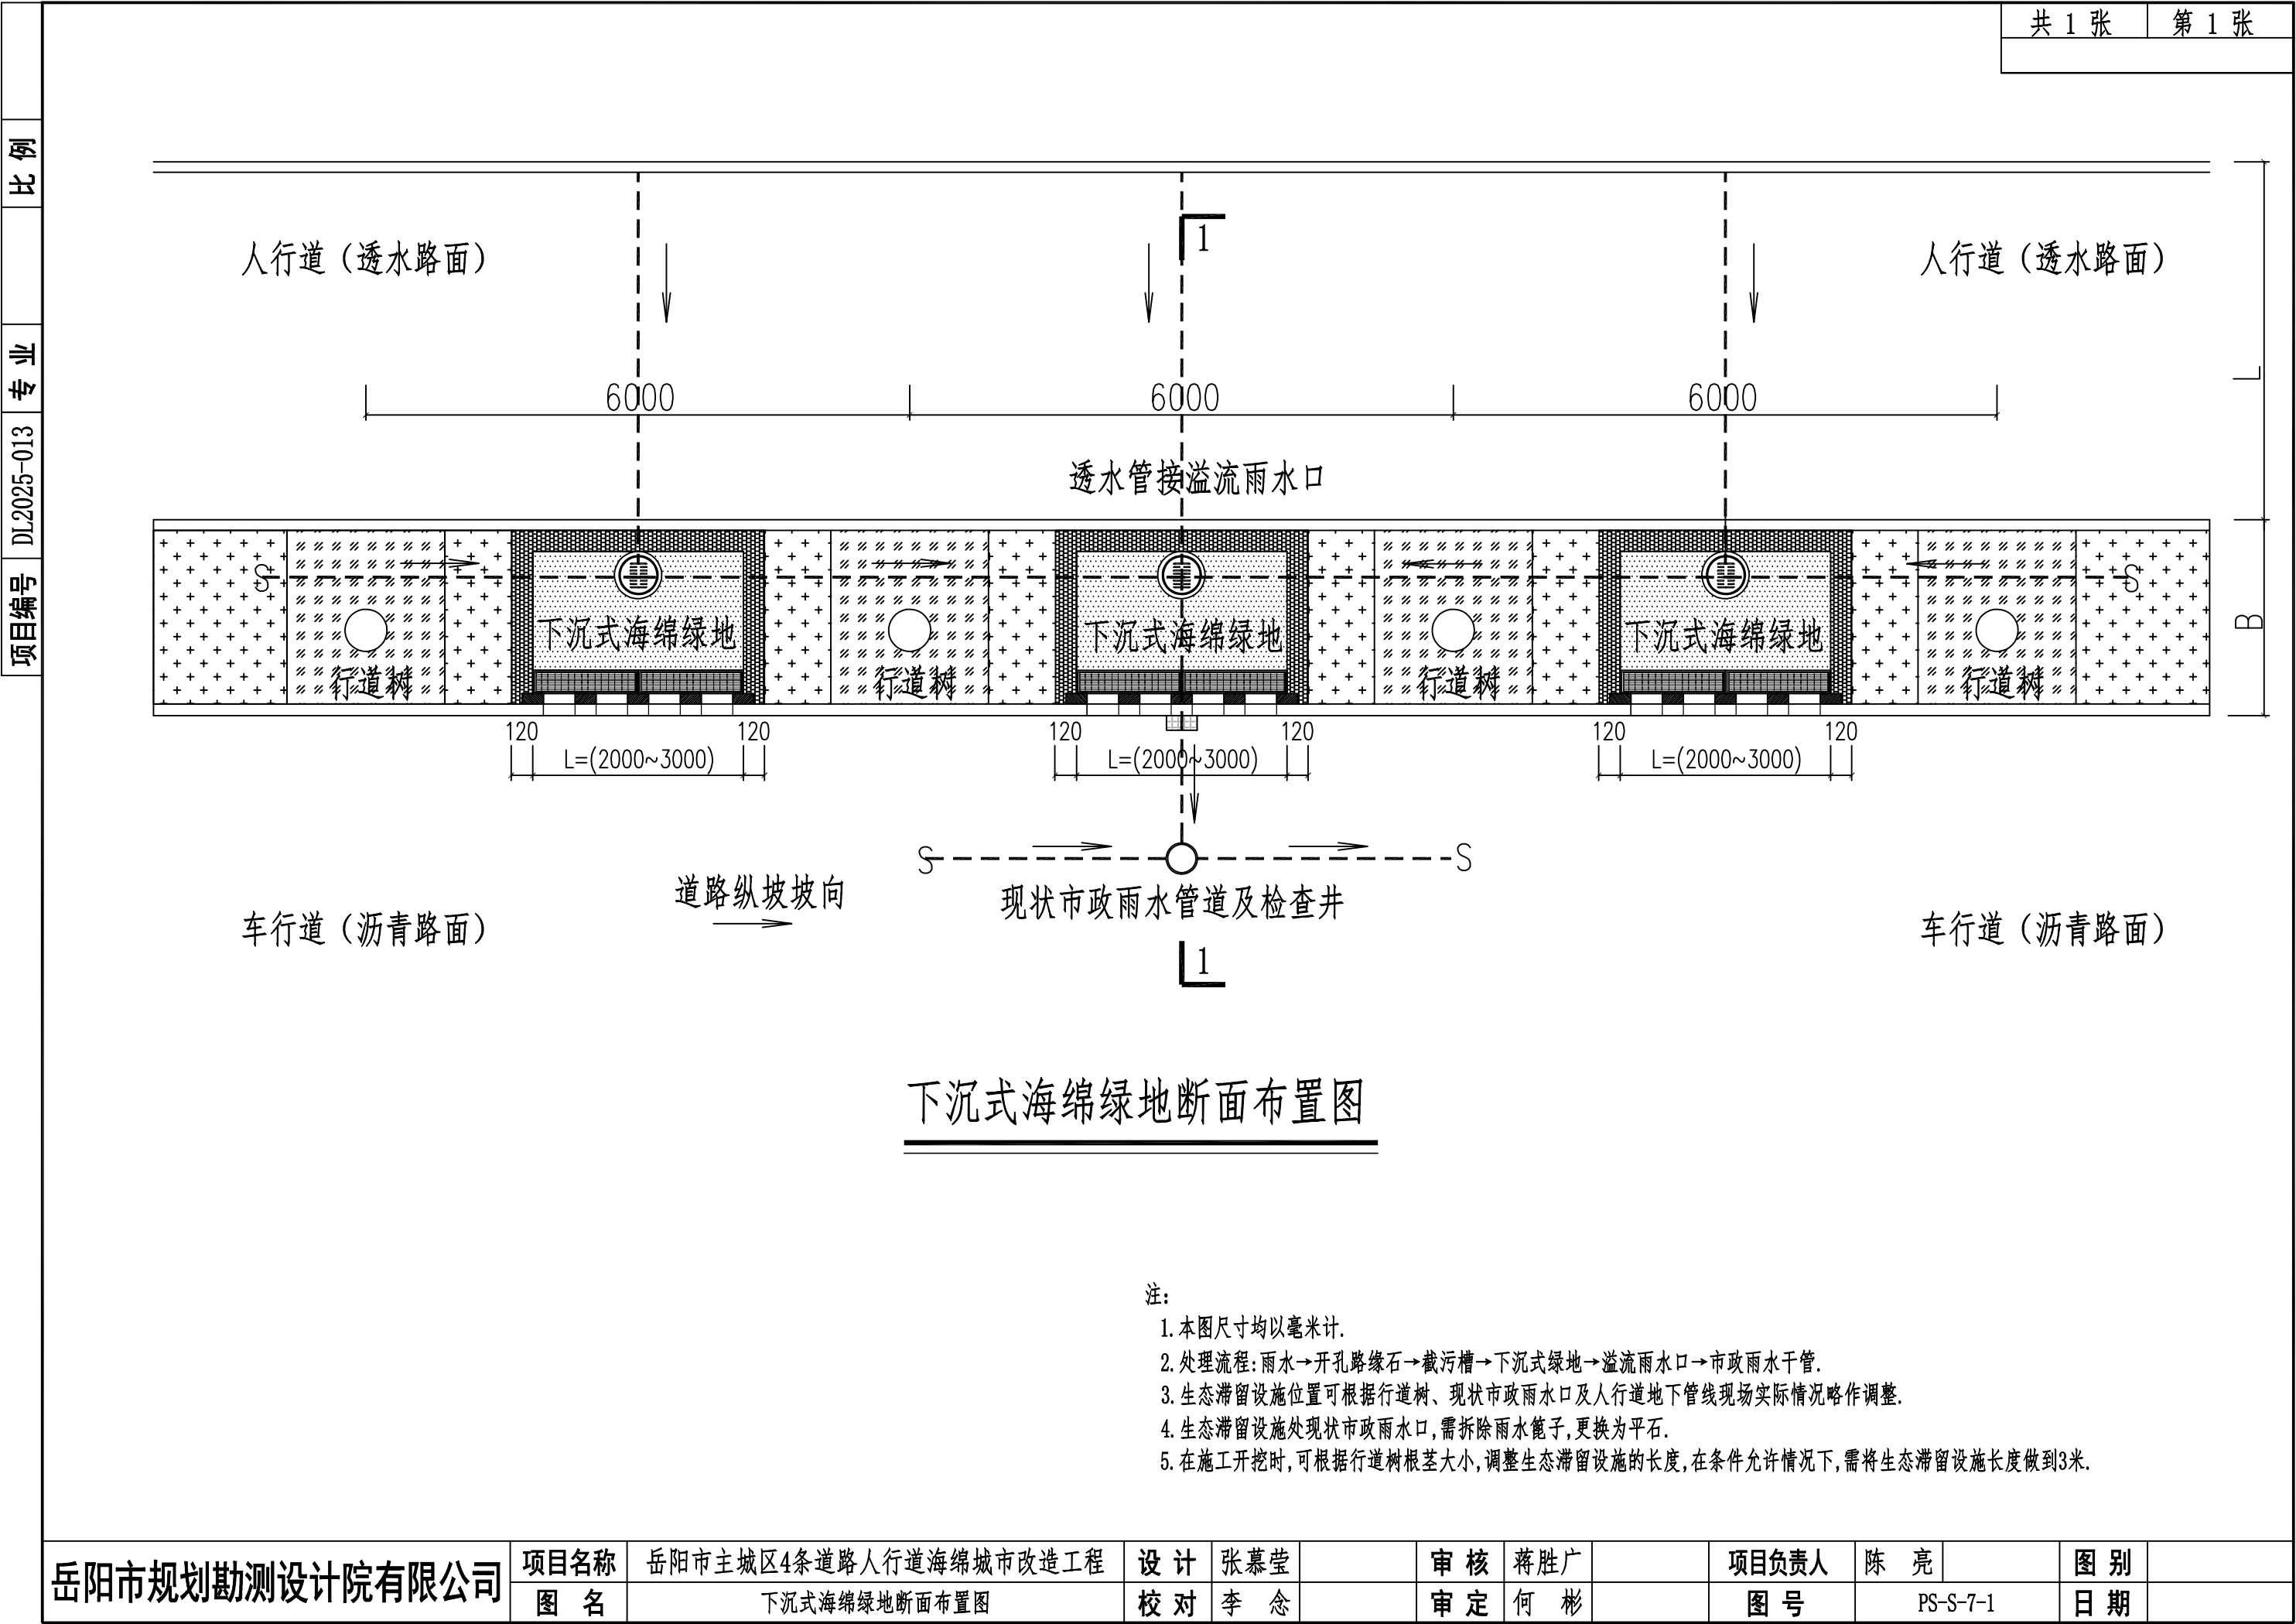 共 1 张 第 1 张
比 例
专 业
DL2025-013
项目编号
1
人行道（透水路面）
人行道（透水路面）
6000 6000 6000
L
透水管接溢流雨水口
S S
下沉式海绵绿地 下沉式海绵绿地 下沉式海绵绿地
B
行道树 行道树 行道树 行道树
120 120 120 120 120 120
L=(2000~3000) L=(2000~3000) L=(2000~3000)
S S
道路纵坡坡向
现状市政雨水管道及检查井
车行道（沥青路面）
车行道（沥青路面）
1
下沉式海绵绿地断面布置图
注:
1.本图尺寸均以毫米计.
2.处理流程:雨水→开孔路缘石→截污槽→下沉式绿地→溢流雨水口→市政雨水干管.
3.生态滞留设施位置可根据行道树、现状市政雨水口及人行道地下管线现场实际情况略作调整.
4.生态滞留设施处现状市政雨水口,需拆除雨水篦子,更换为平石.
5.在施工开挖时,可根据行道树根茎大小,调整生态滞留设施的长度,在条件允许情况下,需将生态滞留设施长度做到3米.
岳阳市规划勘测设计院有限公司
项目名称 岳阳市主城区4条道路人行道海绵城市改造工程 设 计 张慕莹 审 核 蒋胜广 项目负责人 陈 亮 图 别
图 名 下沉式海绵绿地断面布置图 校 对 李 念 审 定 何 彬 图 号 PS-S-7-1 日 期